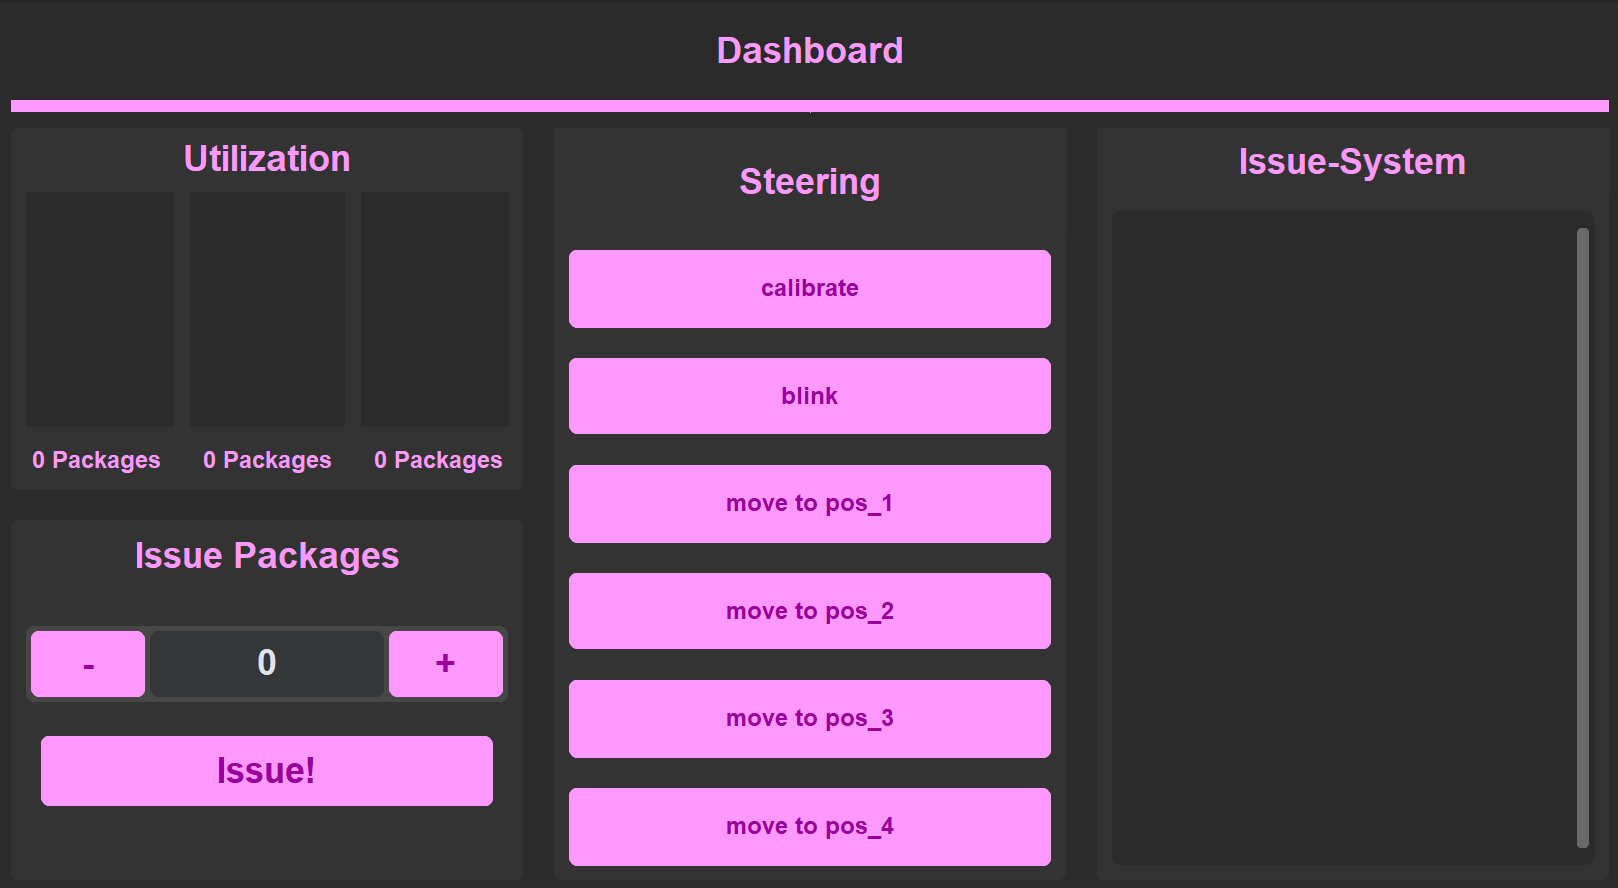 Dashboard
Utilization
0 Packages
0 Packages
0 Packages
Issue Packages
-
0
+
Issue!
Steering
calibrate
blink
move to pos_1
move to pos_2
move to pos_3
move to pos_4
Issue-System